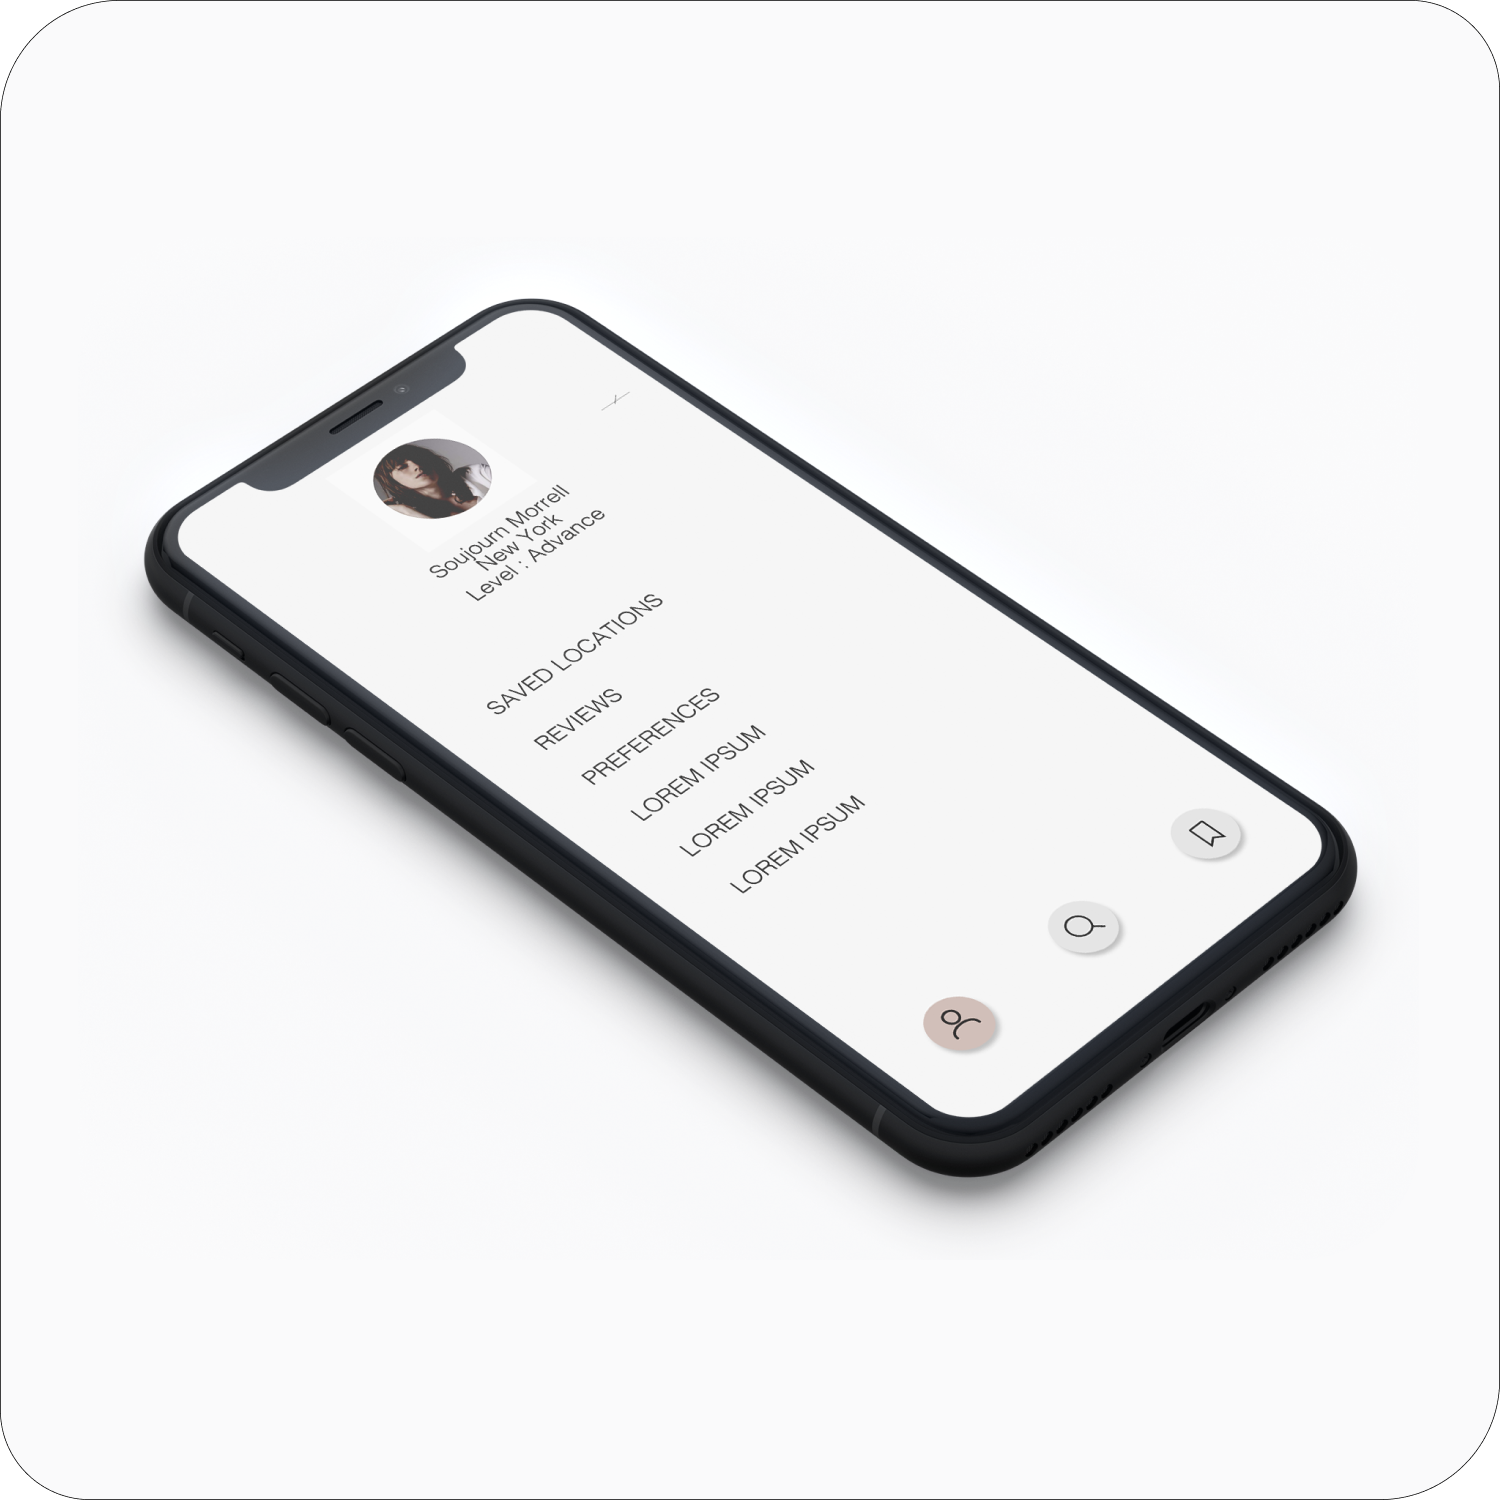 Soujourn Morrell
New York
Level : Advance
SAVED LOCATIONS
REVIEWS
PREFERENCES
LOREM IPSUM
LOREM IPSUM
LOREM IPSUM